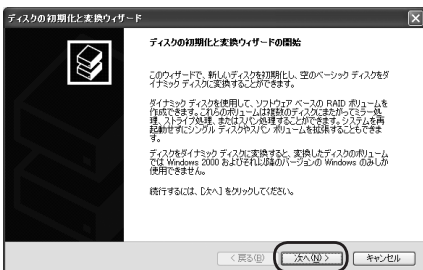 ディスクの初期化と変換ウィザード
ディスクの初期化と変換ウィザードの開始
このウィザードで、新しいディスクを初期化し、空のベーシック ディスクをダ
イナミック ディスクに変換することができます。
ダイナミック ディスクを使用して、ソフトウェア ベースの RAID ボリュームを
作成できます。これらのボリュームは複数のディスクにまたがってミラー処
理、ストライプ処理、またはスパン処理することができます。システムを再
起動せずにシングル ディスクやスパン ボリュームを拡張することもできま
す。
ディスクをダイナミック ディスクに変換すると、変換したディスクのボリューム
では Windows 2000 およびそれ以降のバージョンの Windows のみしか
使用できません。
続行するには、[次へ] をクリックしてください。
< 戻る(B)
次へ(N) >
キャンセル